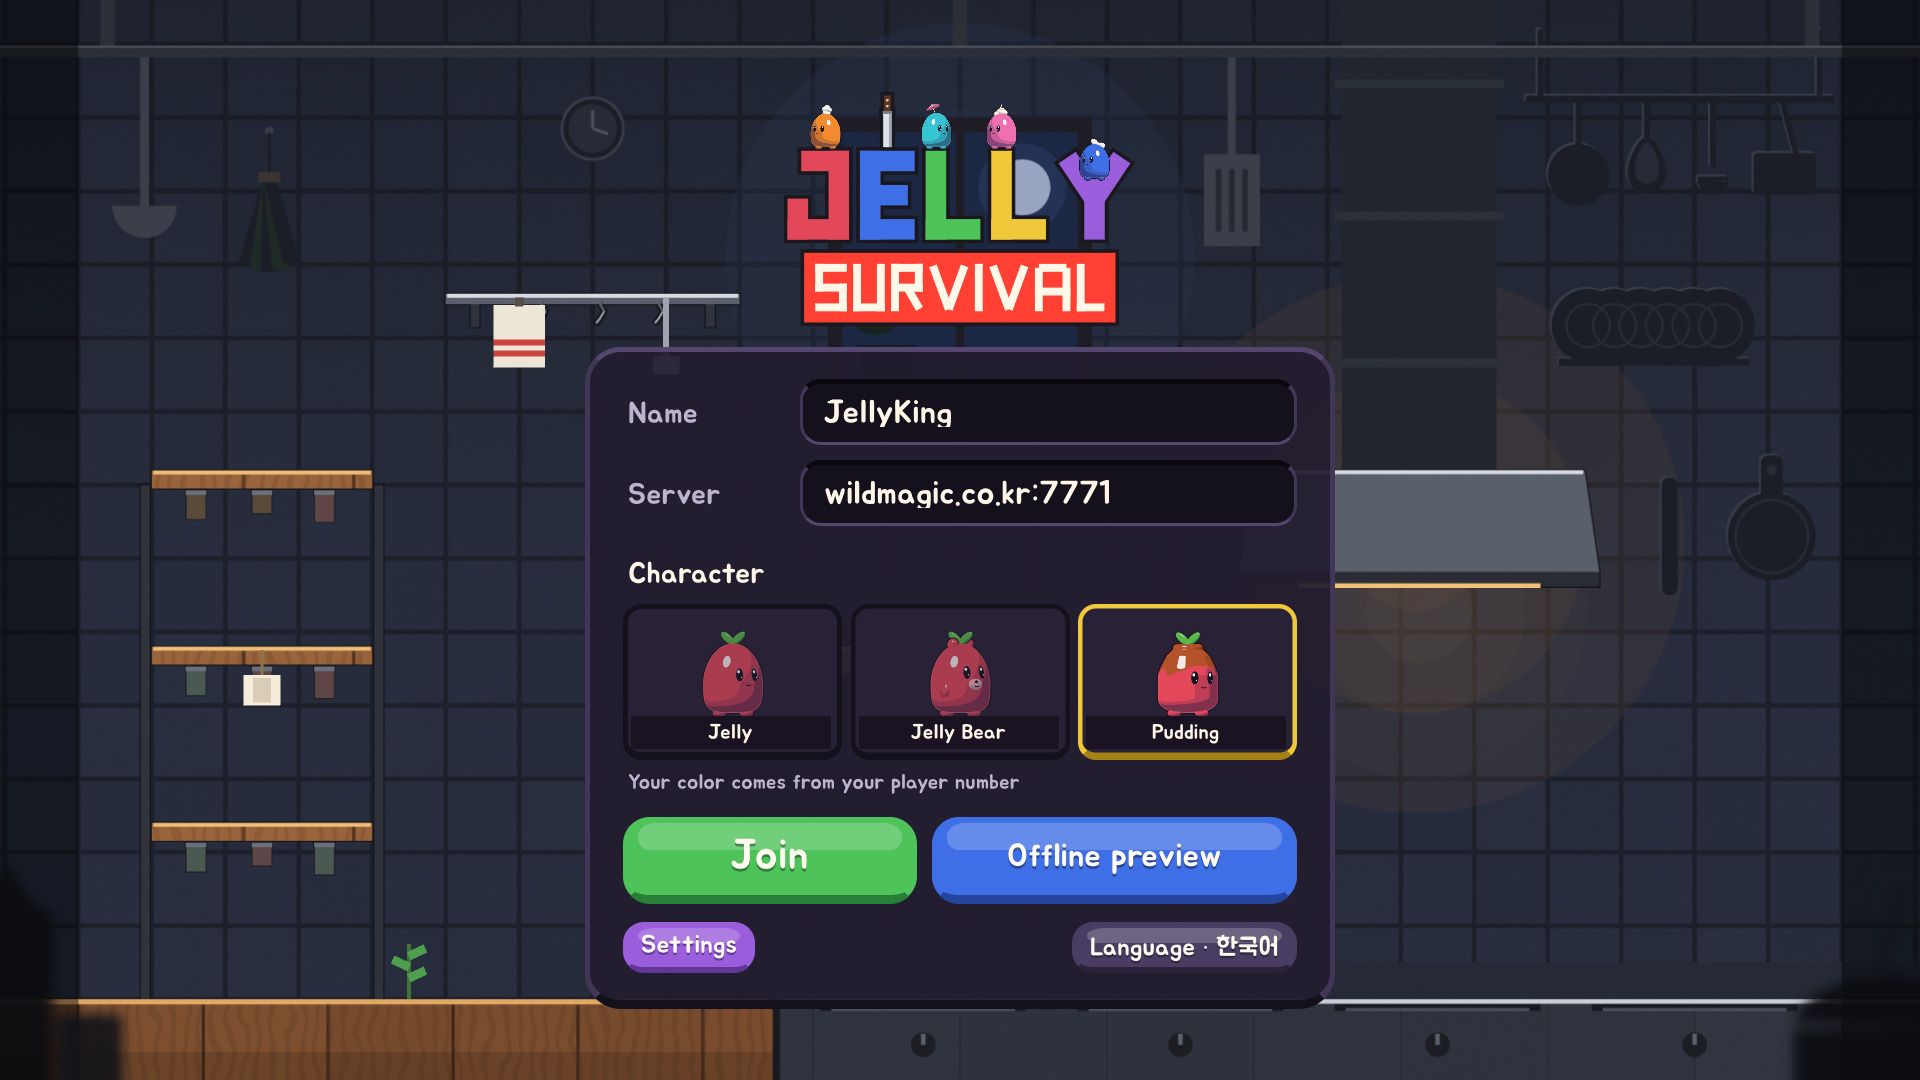 JELLY
SURVIVAL
Name
JellyKing
Server
wildmagic.co.kr:7771
Character
Jelly
Jelly Bear
Pudding
Your color comes from your player number
Join
Offline preview
Settings
Language · 한국어